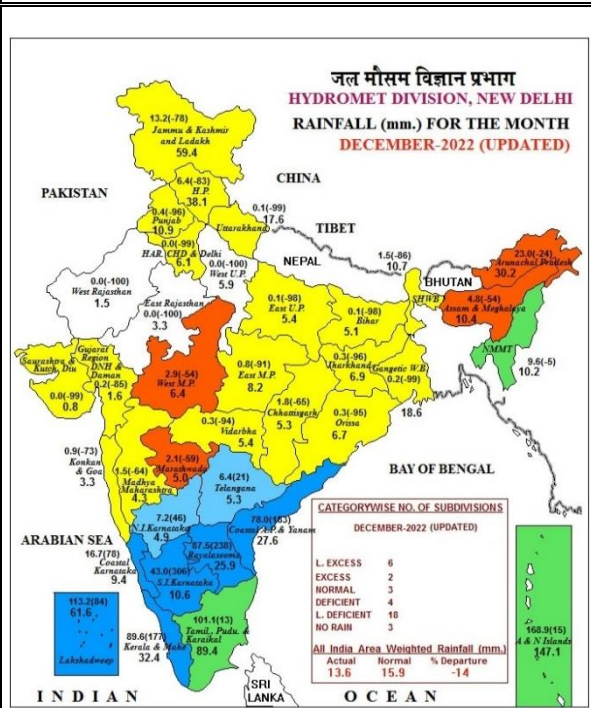 जल मौसम विज्ञान प्रभाग
HYDROMET DIVISION, NEW DELHI
RAINFALL (mm.) FOR THE MONTH
DECEMBER-2022 (UPDATED)
13.2(-78)
Jammu & Kashmir
and Ladakh
59.4
CHINA
PAKISTAN
6.4(-83)
H.P.
38.1
0.4(-96)
Punjab
10.9
0.1(-99)
17.6
Uttarakhand
TIBET
0.0(-99)
HAR. CHD & Delhi
6.1
0.0(-100)
West U.P.
5.9
NEPAL
1.5(-86)
10.7
SHWB
BHUTAN
23.0(-24)
Arunachal Pradesh
30.2
0.0(-100)
West Rajasthan
1.5
East Rajasthan
0.0(-100)
3.3
0.1(-98)
East U.P.
5.4
0.1(-98)
Bihar
5.1
4.8(-54)
Assam & Meghalaya
10.4
NMMT
9.6(-5)
10.2
Saurashtra &
Kutch, Diu
0.0(-99)
0.8
Gujarat
Region
DNH &
Daman
0.2(-85)
1.6
2.9(-54)
West M.P.
6.4
0.8(-91)
East M.P.
8.2
0.3(-96)
Jharkhand
6.9
Gangetic W.B.
0.2(-99)
18.6
1.8(-65)
Chhattisgarh
5.3
0.3(-95)
Orissa
6.7
0.3(-94)
Vidarbha
5.4
0.9(-73)
Konkan
& Goa
3.3
1.5(-64)
Madhya
Maharashtra
4.3
2.1(-59)
Marathwada
5.0
6.4(21)
Telangana
5.3
BAY OF BENGAL
ARABIAN SEA
7.2(46)
N.I.Karnataka
4.9
78.0(183)
Coastal A.P. & Yanam
27.6
16.7(78)
Coastal
Karnataka
9.4
87.5(238)
Rayalaseema
25.9
43.0(306)
S.I.Karnataka
10.6
113.2(84)
61.6
Lakshadweep
89.6(177)
Kerala & Mahe
32.4
101.1(13)
Tamil, Pudu. &
Karaikal
89.4
168.9(15)
A & N Islands
147.1
CATEGORYWISE NO. OF SUBDIVISIONS
DECEMBER-2022 (UPDATED)
L. EXCESS 6
EXCESS 2
NORMAL 3
DEFICIENT 4
L. DEFICIENT 18
NO RAIN 3
All India Area Weighted Rainfall (mm.)
Actual Normal % Departure
13.6 15.9 -14
SRI
LANKA
INDIAN OCEAN